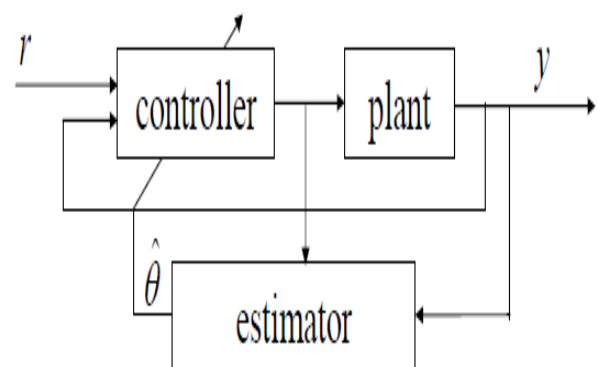 r
controller
plant
y
θ̂
estimator